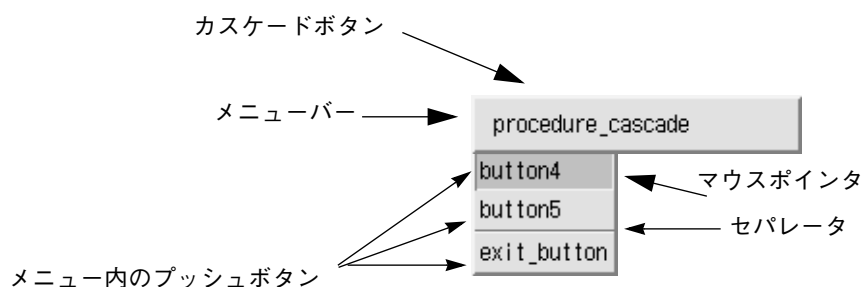 カスケードボタン
メニューバー
procedure_cascade
button4
マウスポインタ
button5
セパレータ
exit_button
メニュー内のプッシュボタン